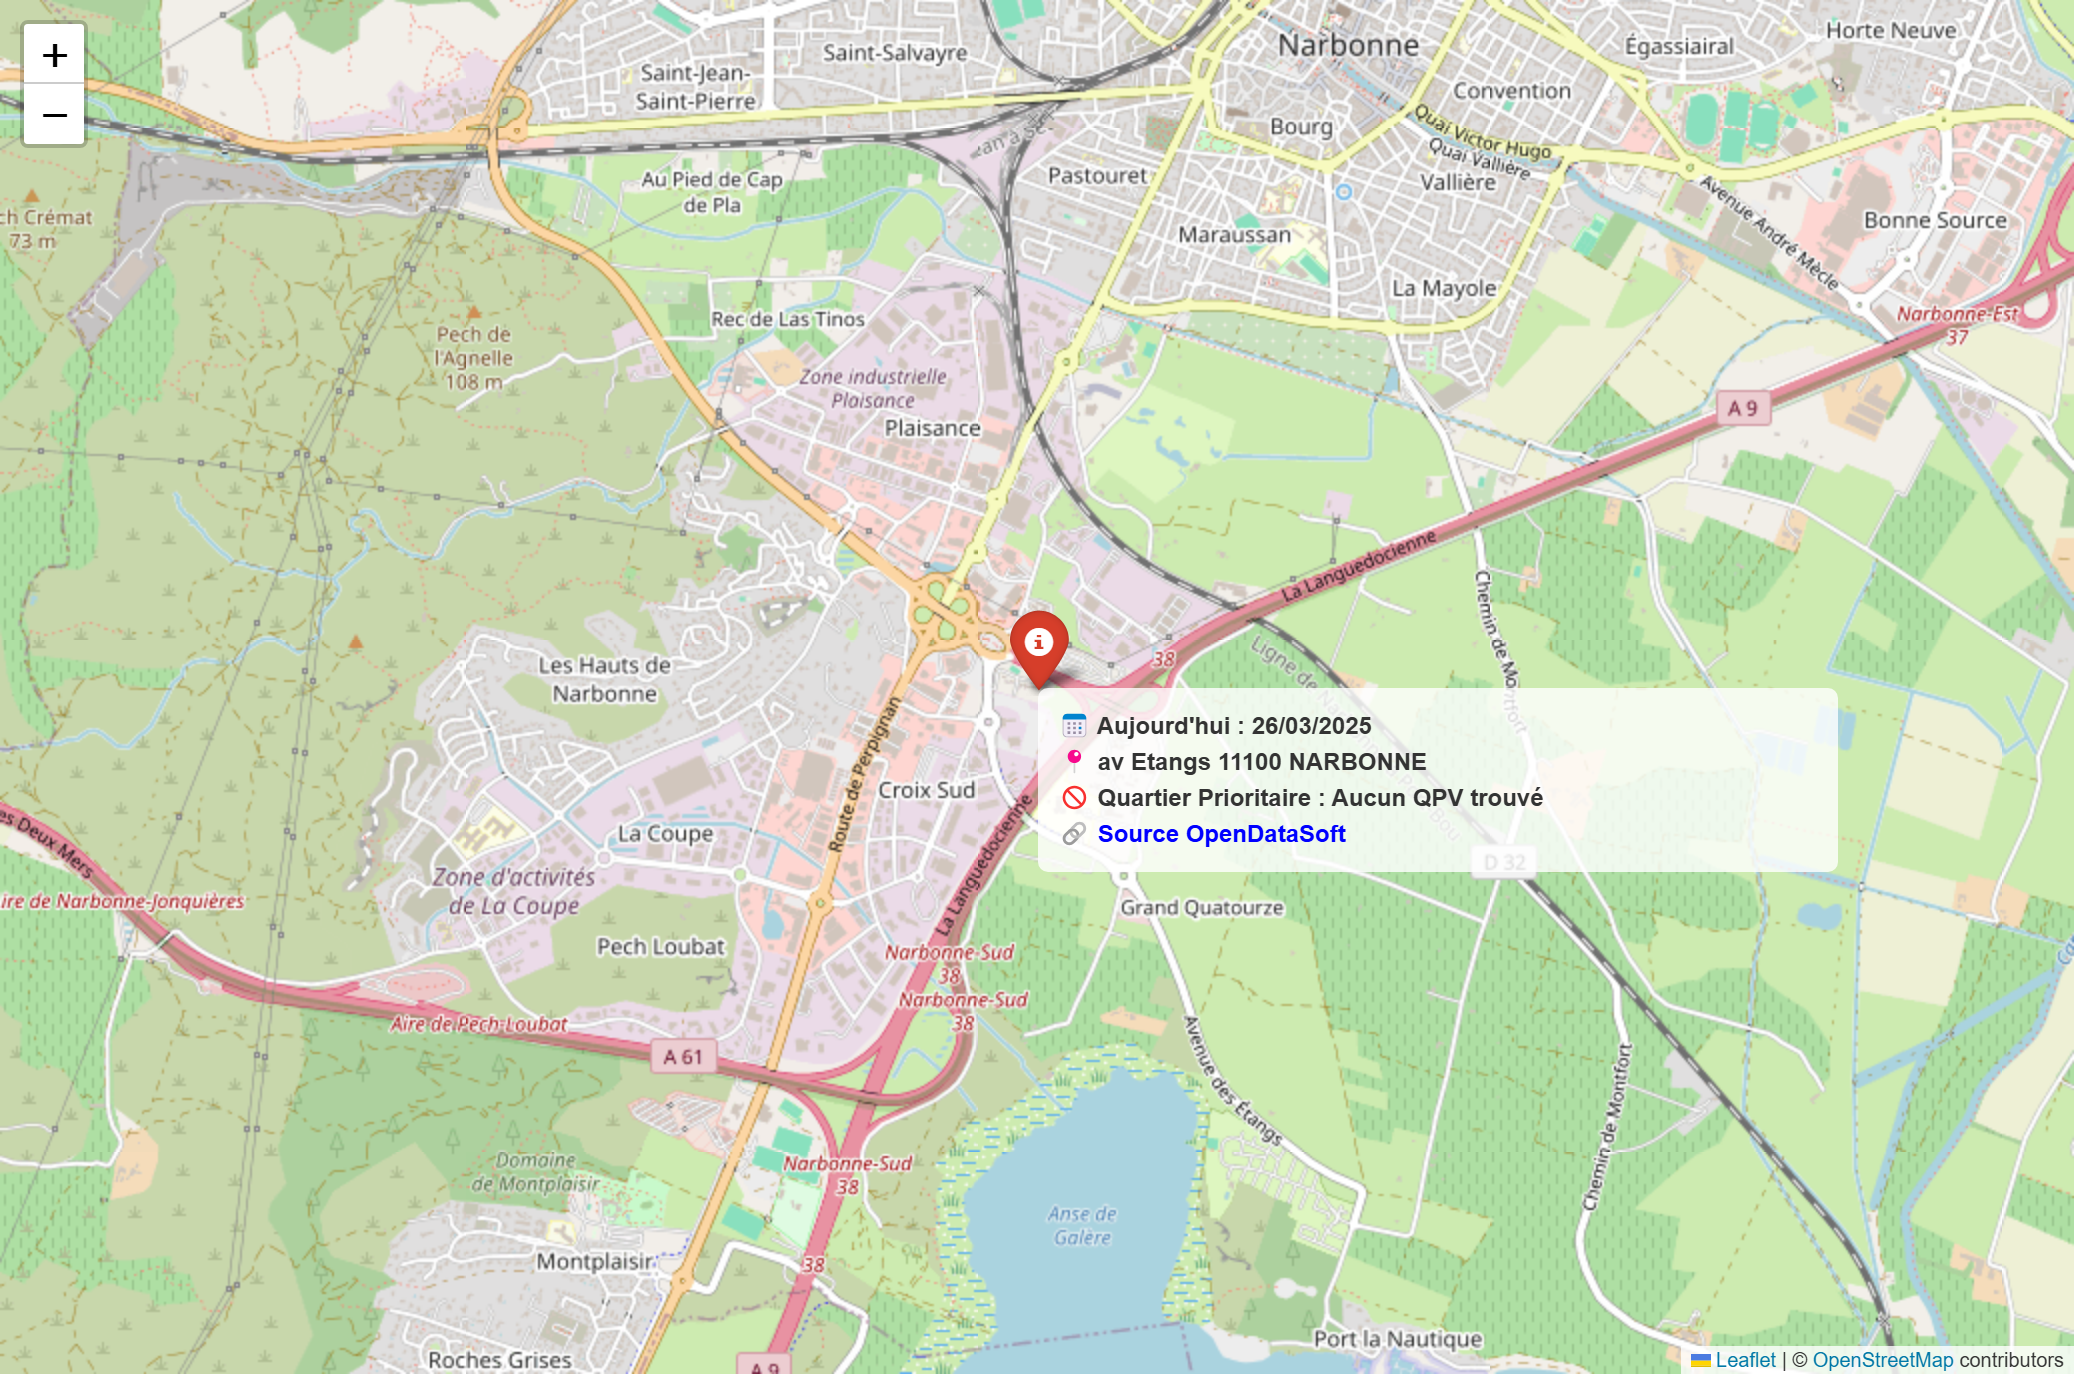 +
−
Narbonne
Égassiairal
Horte Neuve
Saint-Salvayre
Saint-Jean-
Saint-Pierre
Convention
Bourg
Quai Victor Hugo
Quai Vallière
Vallière
Au Pied de Cap
de Pla
Pastouret
Avenue André Mècle
Bonne Source
ch Crémat
73 m
Maraussan
La Mayole
Narbonne-Est
37
Rec de Las Tinos
Pech de
l'Agnelle
108 m
Zone industrielle
Plaisance
Plaisance
A 9
La Languedocienne
Chemin de Montfort
Les Hauts de
Narbonne
38
Aujourd'hui : 26/03/2025
av Etangs 11100 NARBONNE
Quartier Prioritaire : Aucun QPV trouvé
Source OpenDataSoft
Route de Perpignan
Croix Sud
La Coupe
La Languedocienne
D 32
es Deux Mers
Zone d'activités
de La Coupe
ire de Narbonne-Jonquières
Grand Quatourze
Pech Loubat
Narbonne-Sud
38
Narbonne-Sud
38
Aire de Pech-Loubat
A 61
Avenue des Étangs
Chemin de Montfort
Domaine
de Montplaisir
Narbonne-Sud
38
Anse de
Galère
Montplaisir
38
Port la Nautique
Roches Grises
A 9
Leaflet | © OpenStreetMap contributors